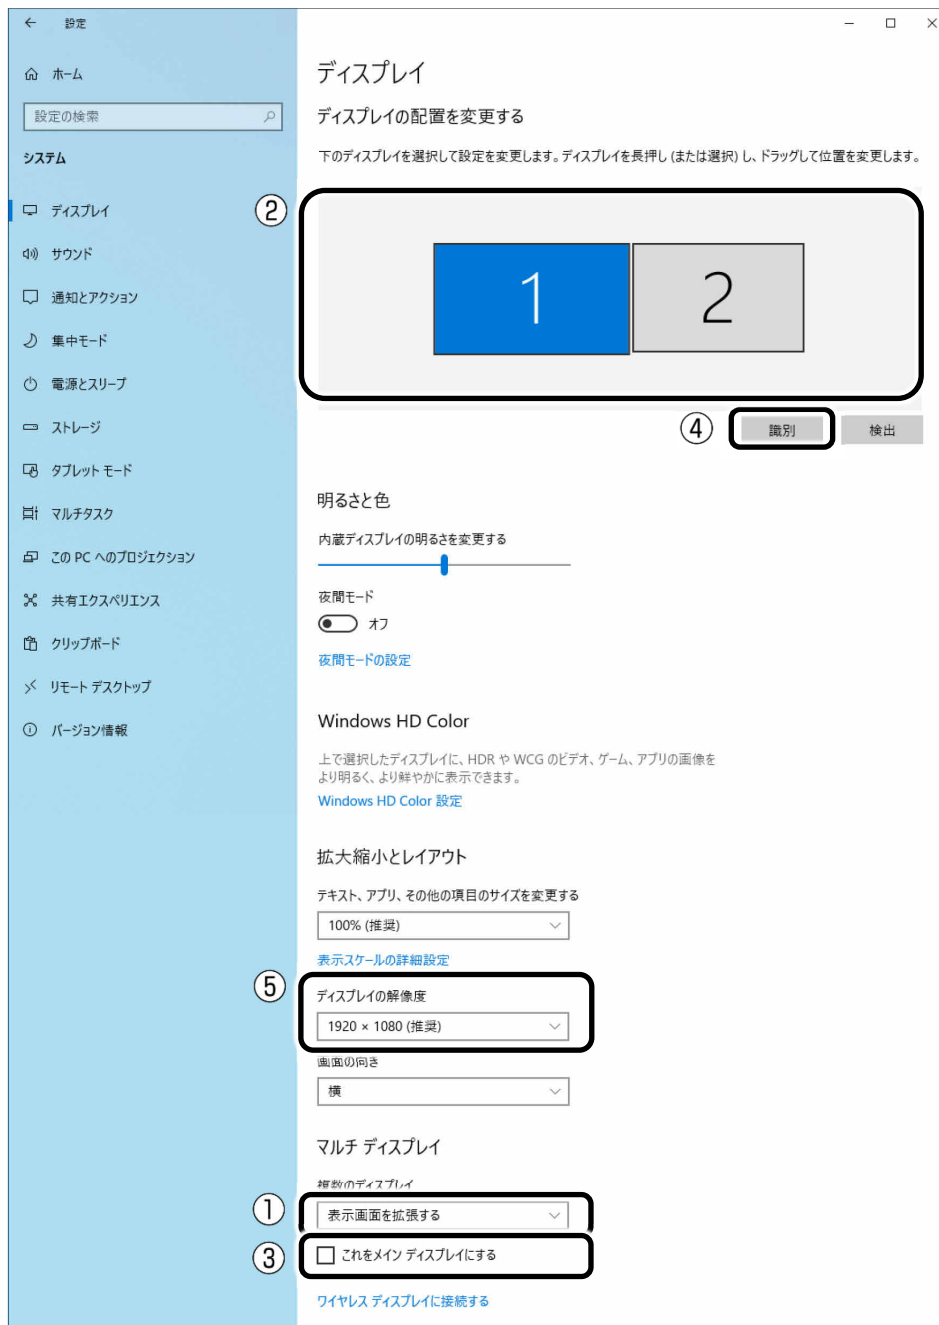 設定
ホーム
設定の検索
システム
ディスプレイ
サウンド
通知とアクション
集中モード
電源とスリープ
ストレージ
タブレット モード
マルチタスク
この PC へのプロジェクション
共有エクスペリエンス
クリップボード
リモート デスクトップ
バージョン情報
ディスプレイ
ディスプレイの配置を変更する
下のディスプレイを選択して設定を変更します。ディスプレイを長押し (または選択) し、ドラッグして位置を変更します。
②
1 2
④ 識別 検出
明るさと色
内蔵ディスプレイの明るさを変更する
夜間モード
オフ
夜間モードの設定
Windows HD Color
上で選択したディスプレイに、HDR や WCG のビデオ、ゲーム、アプリの画像を
より明るく、より鮮やかに表示できます。
Windows HD Color 設定
拡大縮小とレイアウト
テキスト、アプリ、その他の項目のサイズを変更する
100% (推奨)
表示スケールの詳細設定
⑤
ディスプレイの解像度
1920 × 1080 (推奨)
画面の向き
横
マルチ ディスプレイ
複数のディスプレイ
① 表示画面を拡張する
③ これをメイン ディスプレイにする
ワイヤレス ディスプレイに接続する